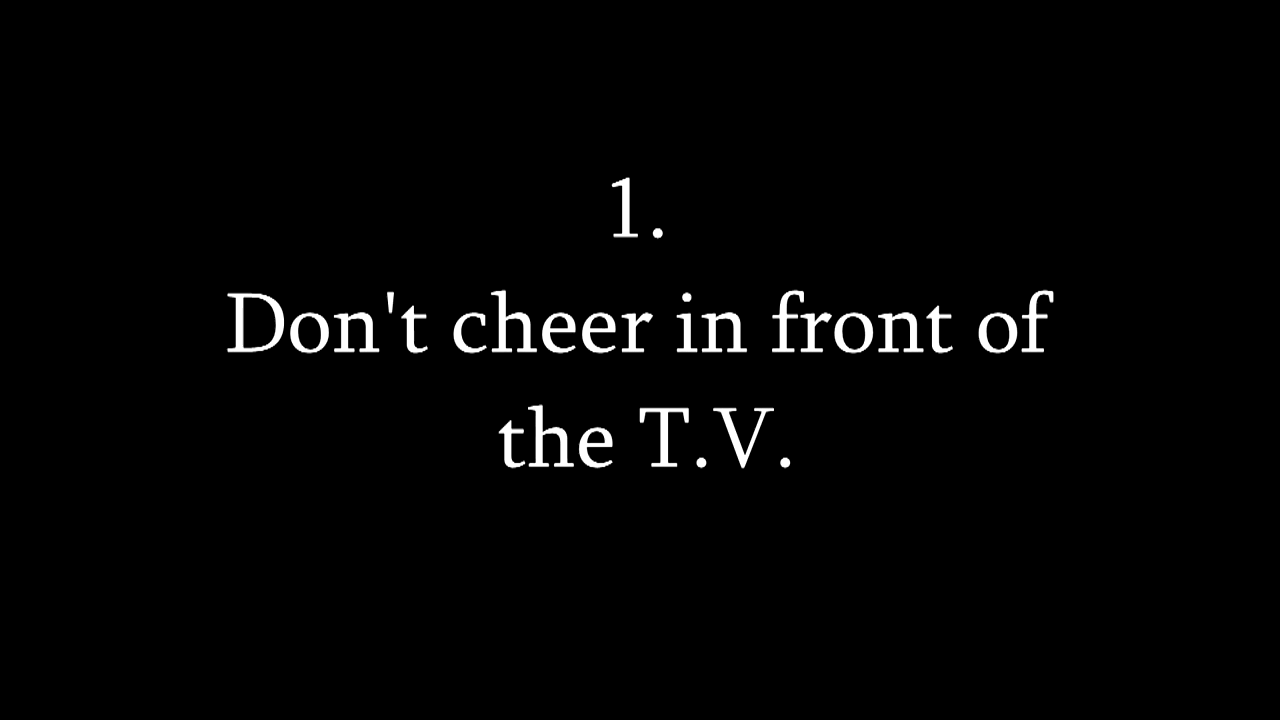 1.
Don't cheer in front of
the T.V.